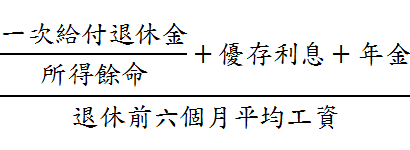 一次給付退休金
所得餘命
+ 優存利息 + 年金
退休前六個月平均工資